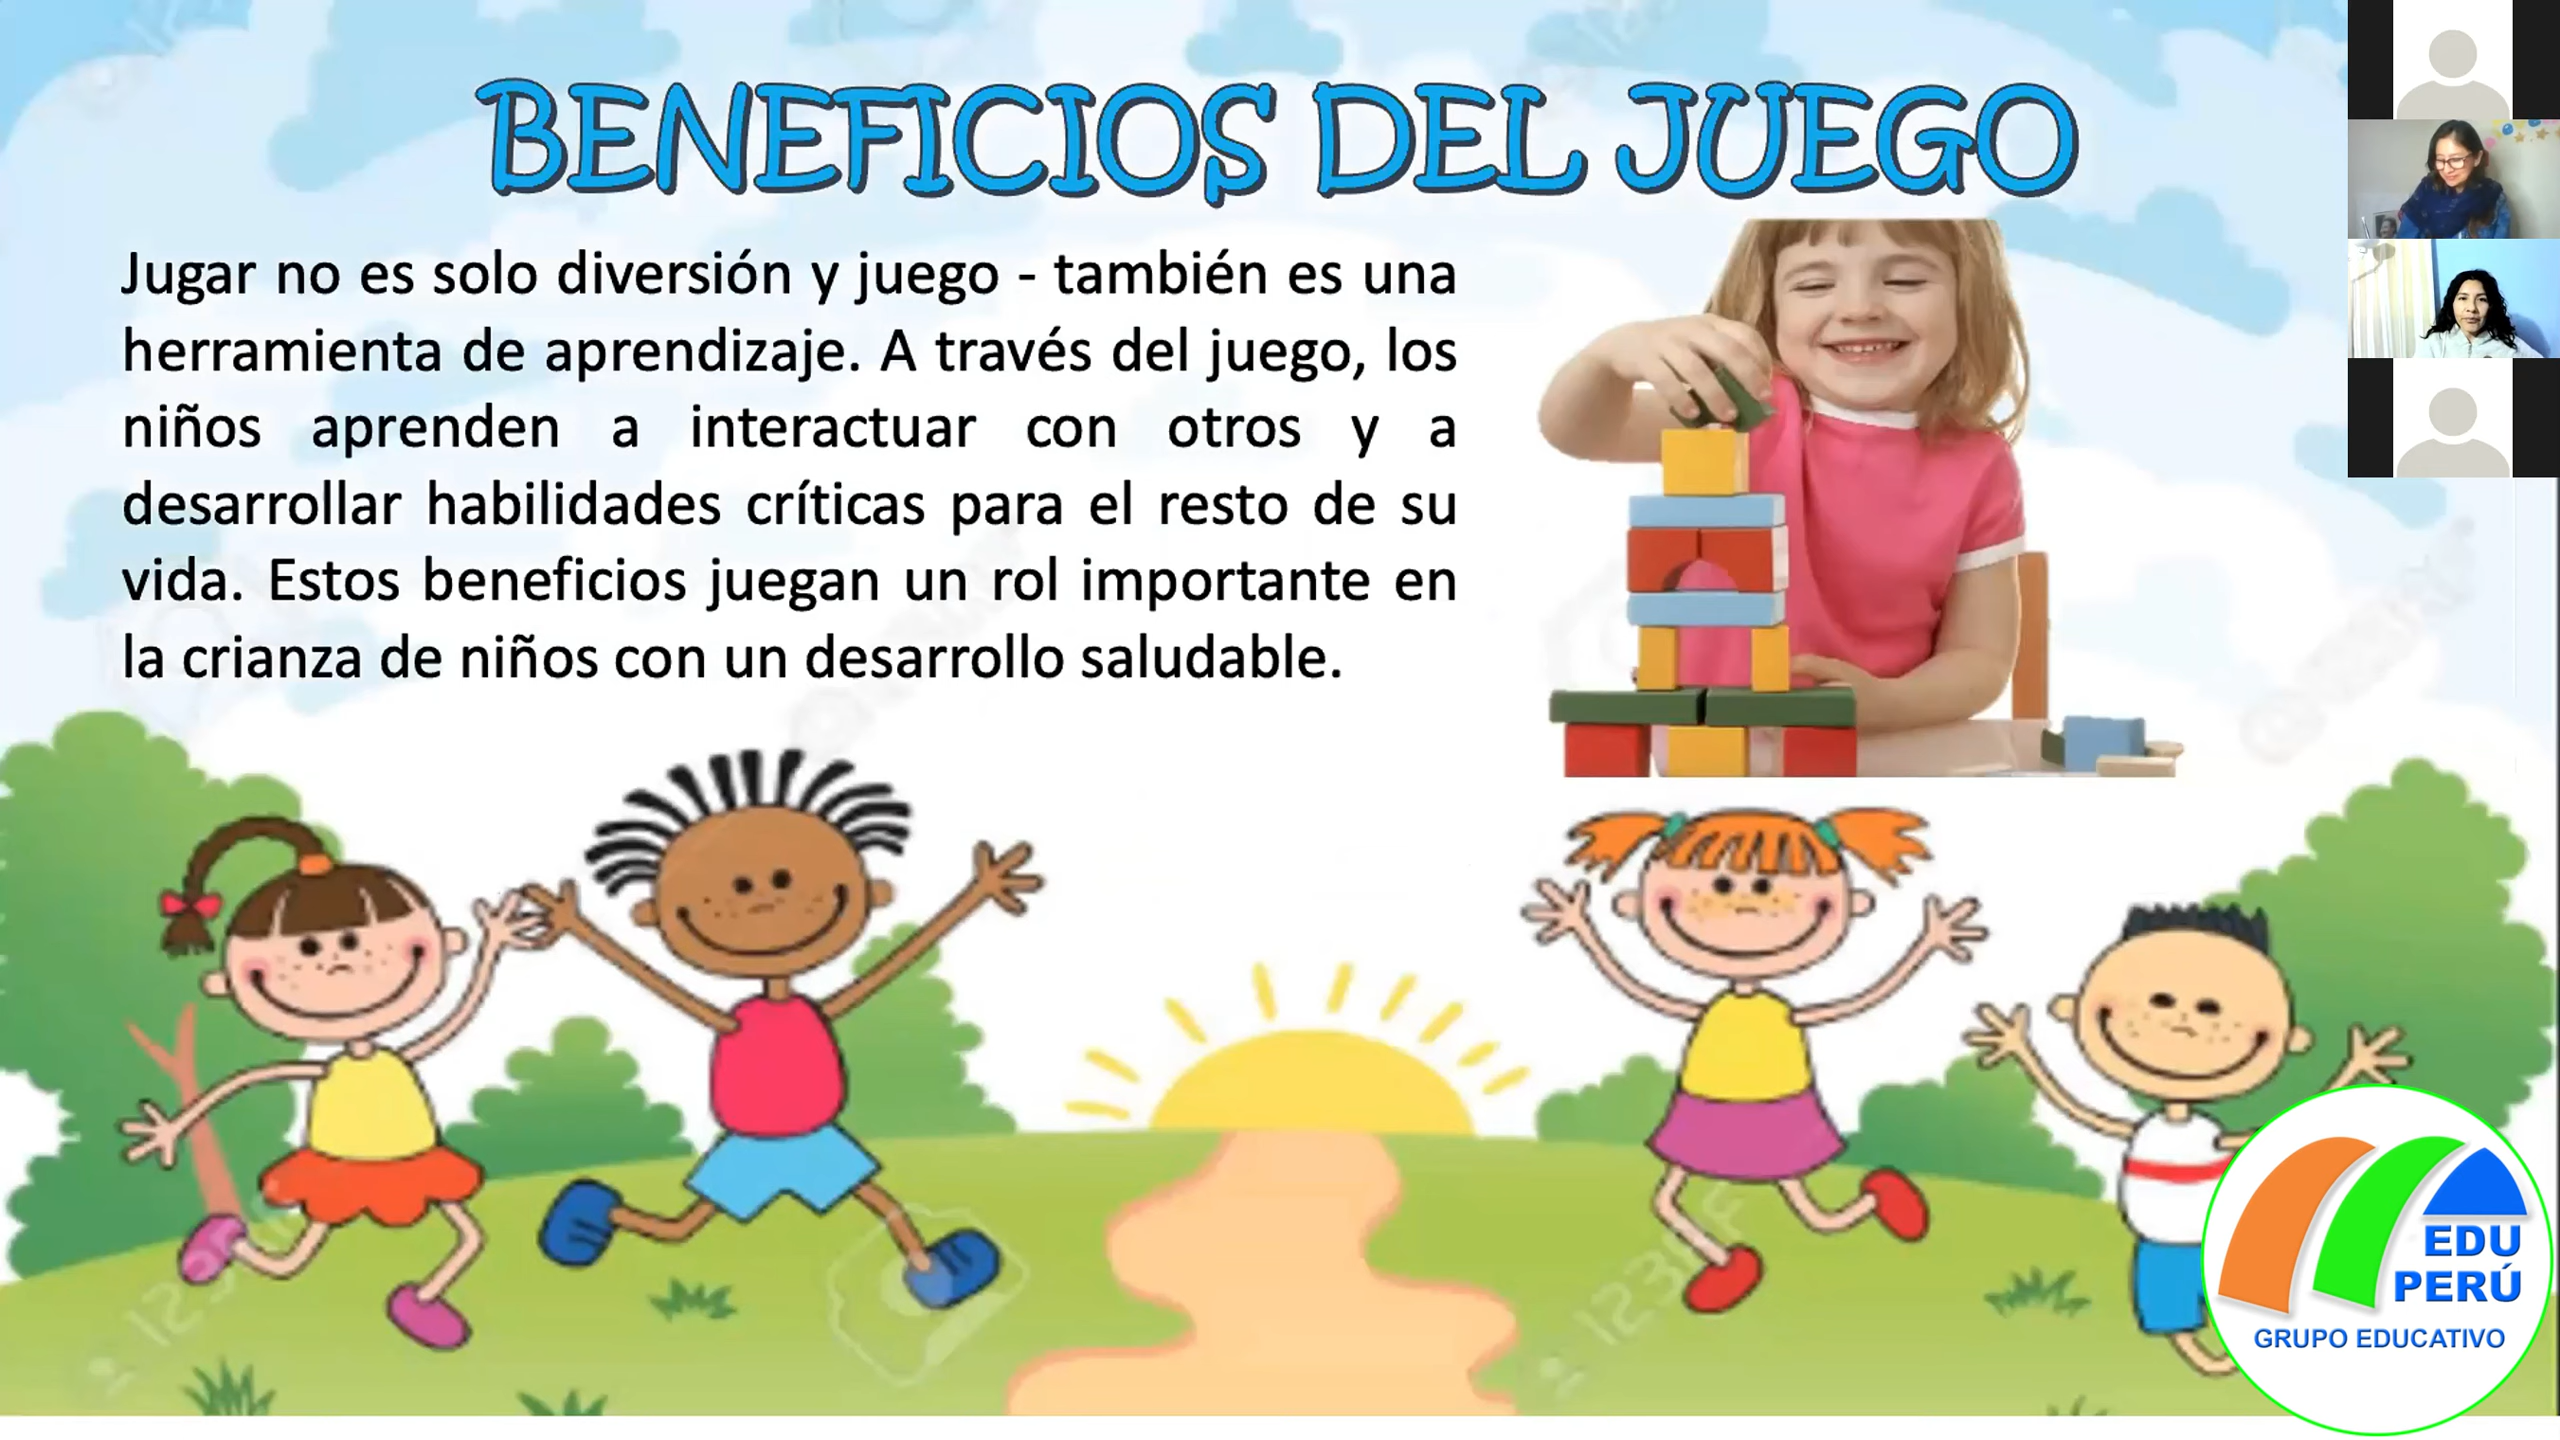 BENEFICIOS DEL JUEGO
Jugar no es solo diversión y juego - también es una
herramienta de aprendizaje. A través del juego, los
niños aprenden a interactuar con otros y a
desarrollar habilidades críticas para el resto de su
vida. Estos beneficios juegan un rol importante en
la crianza de niños con un desarrollo saludable.
EDU
PERÚ
GRUPO EDUCATIVO